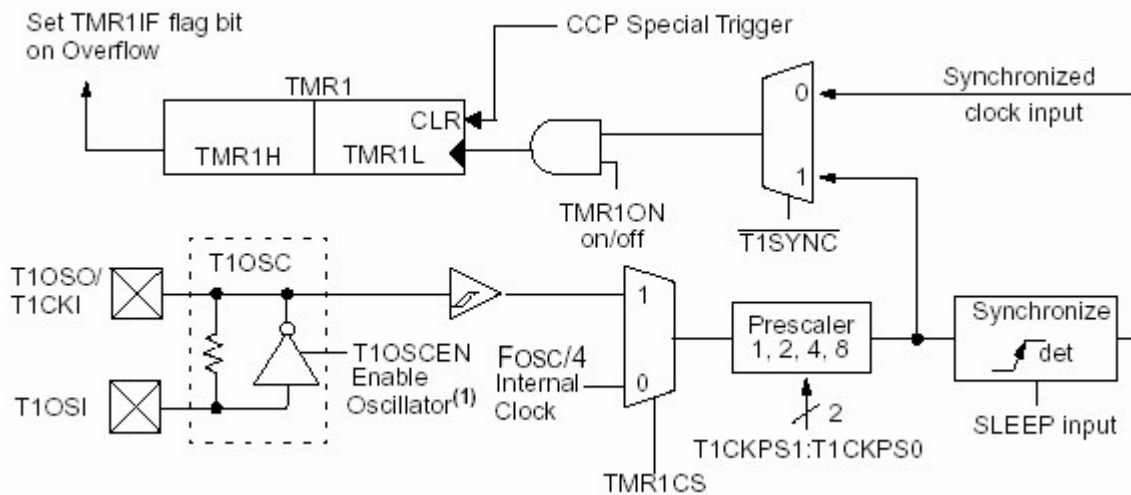 Set TMR1IF flag bit
on Overflow
CCP Special Trigger
TMR1
CLR
TMR1H
TMR1L
TMR1ON
on/off
0
1
T1SYNC
Synchronized
clock input
T1OSO/
T1CKI
T1OSC
T1OSI
T1OSCEN
Enable
Oscillator(1)
FOSC/4
Internal
Clock
1
0
TMR1CS
Prescaler
1, 2, 4, 8
2
T1CKPS1:T1CKPS0
Synchronize
det
SLEEP input